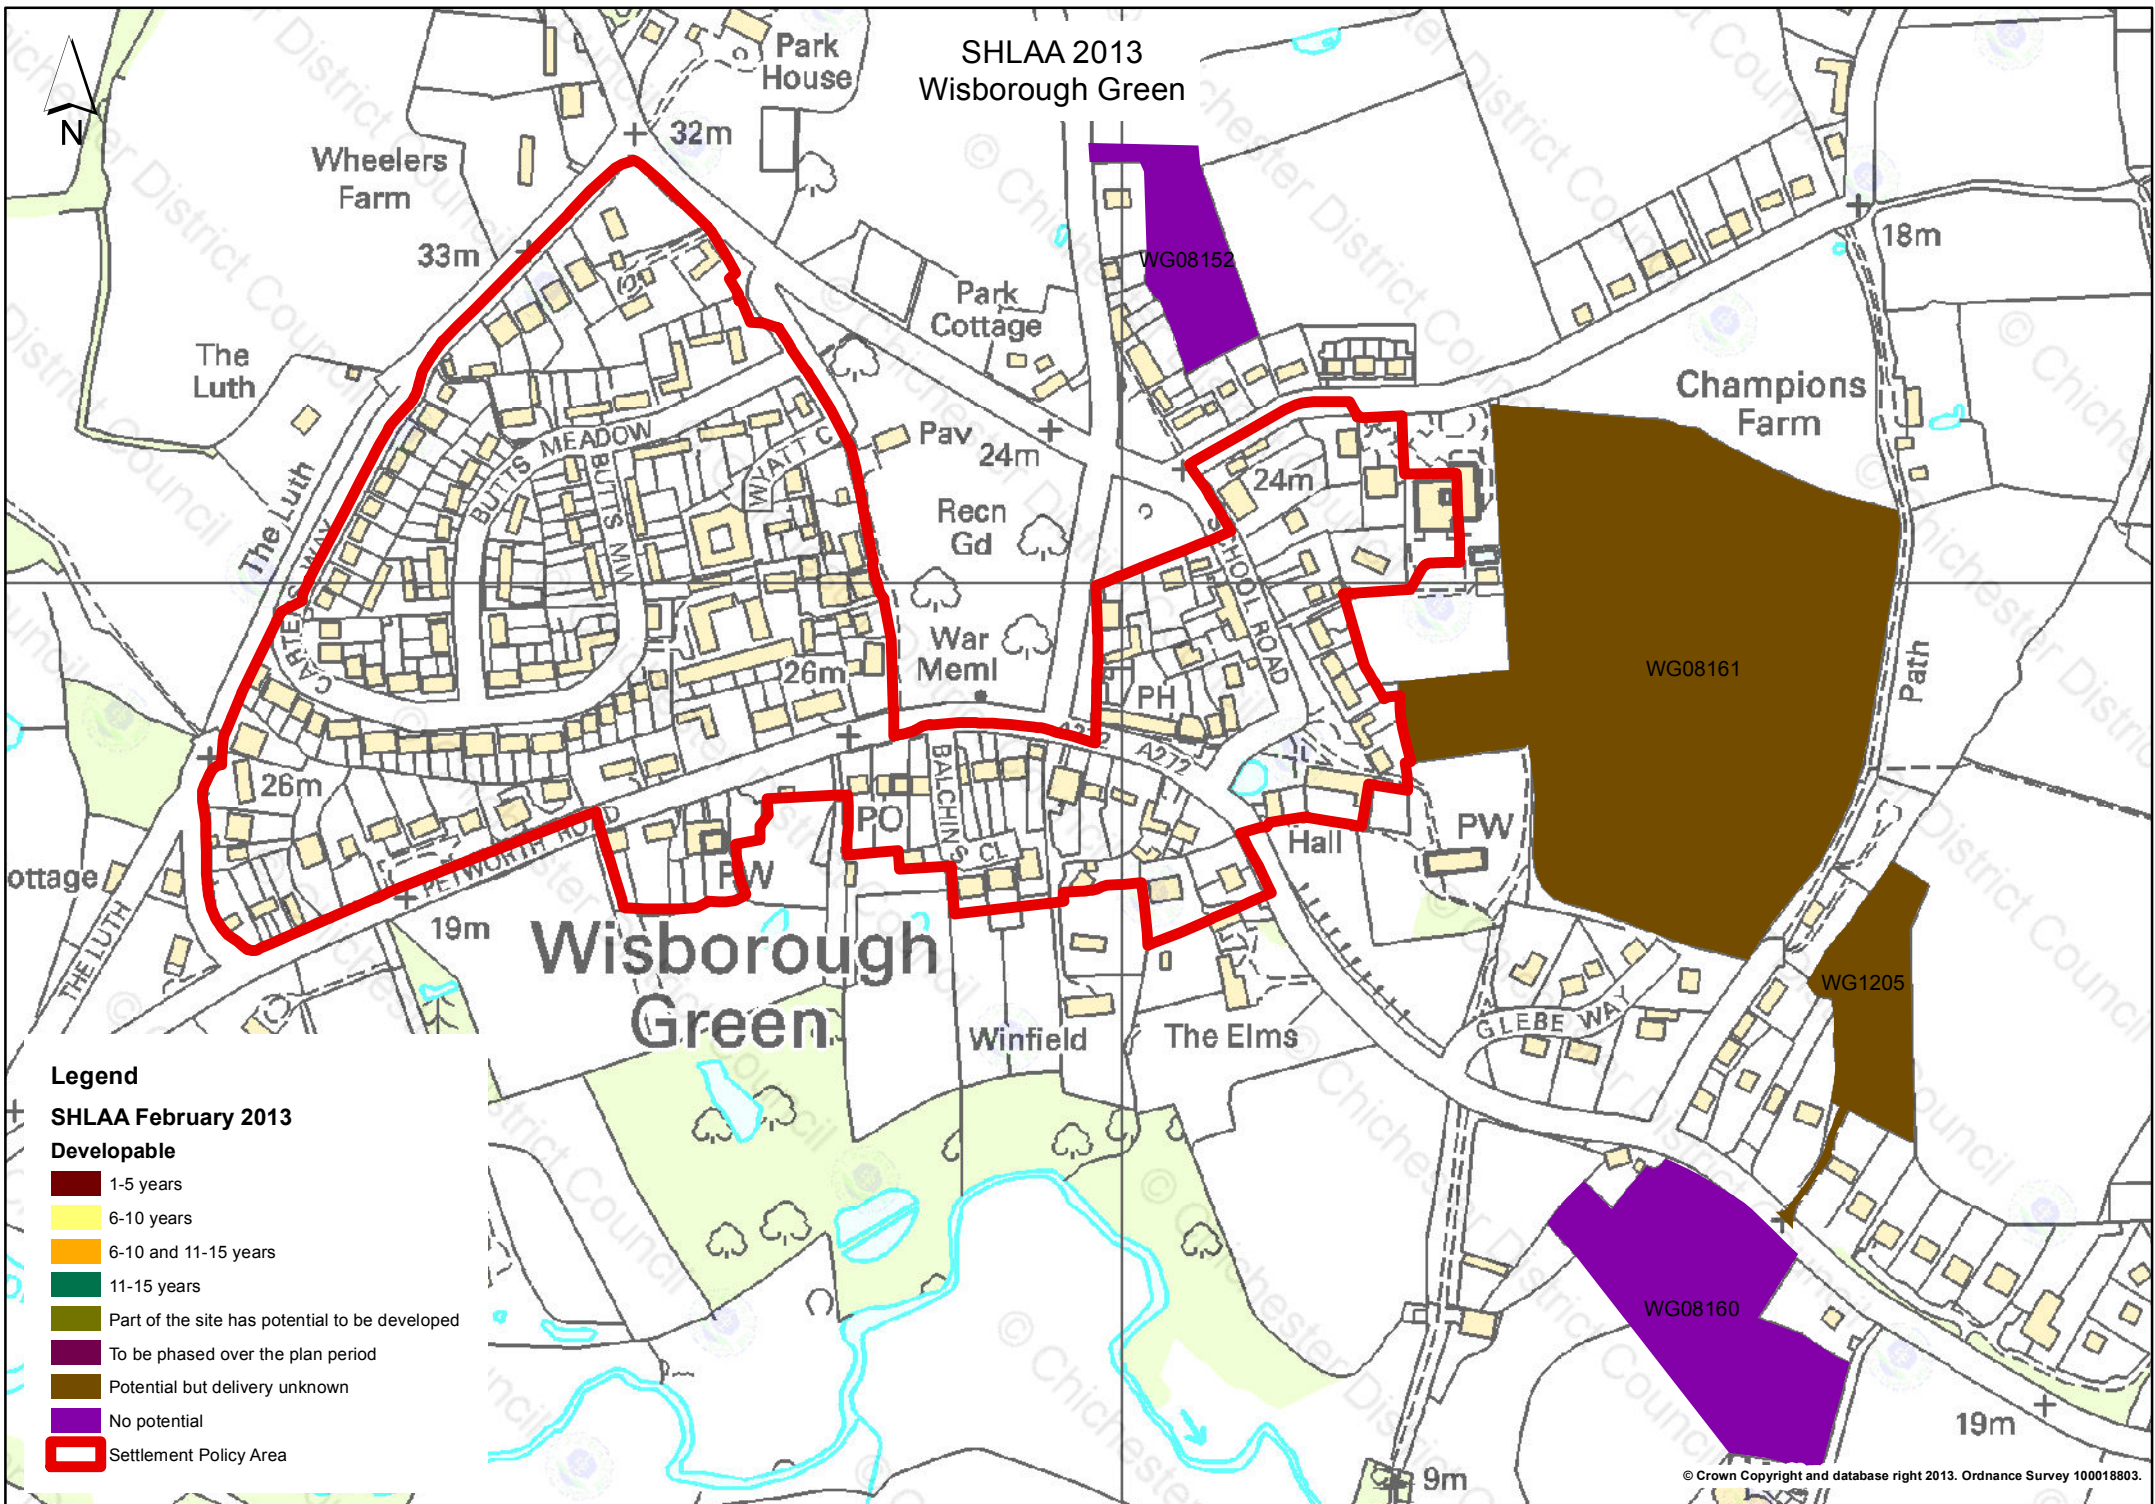 SHLAA 2013
Wisborough Green
N
Park
House
32m
Wheelers
Farm
33m
The
Luth
Park
Cottage
WG08152
18m
Champions
Farm
Pav
24m
24m
Recn
Gd
War
Meml
The Luth
CARTERS WAY
BUTTS MEADOW
BUTTS MW
WYATT C
SCHOOL ROAD
26m
PH
A272
A272
WG08161
Path
26m
PO
BALCHINS CL
PETWORTH ROAD
PW
Hall
PW
ottage
THE LUTH
19m
Wisborough
Green
Winfield
The Elms
GLEBE WAY
WG1205
WG08160
19m
9m
Legend
SHLAA February 2013
Developable
1-5 years
6-10 years
6-10 and 11-15 years
11-15 years
Part of the site has potential to be developed
To be phased over the plan period
Potential but delivery unknown
No potential
Settlement Policy Area
© Crown Copyright and database right 2013. Ordnance Survey 100018803.
© Chichester District Council